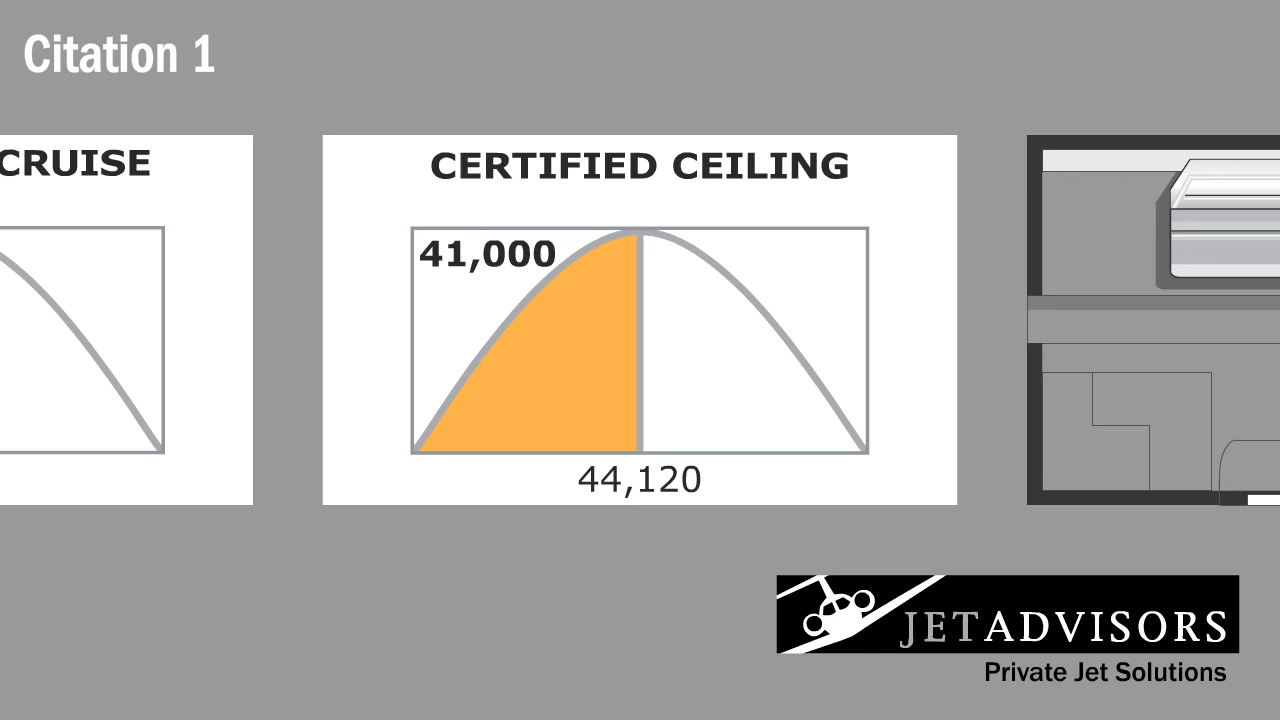 Citation 1
CRUISE
CERTIFIED CEILING
41,000
44,120
JETADVISORS
Private Jet Solutions